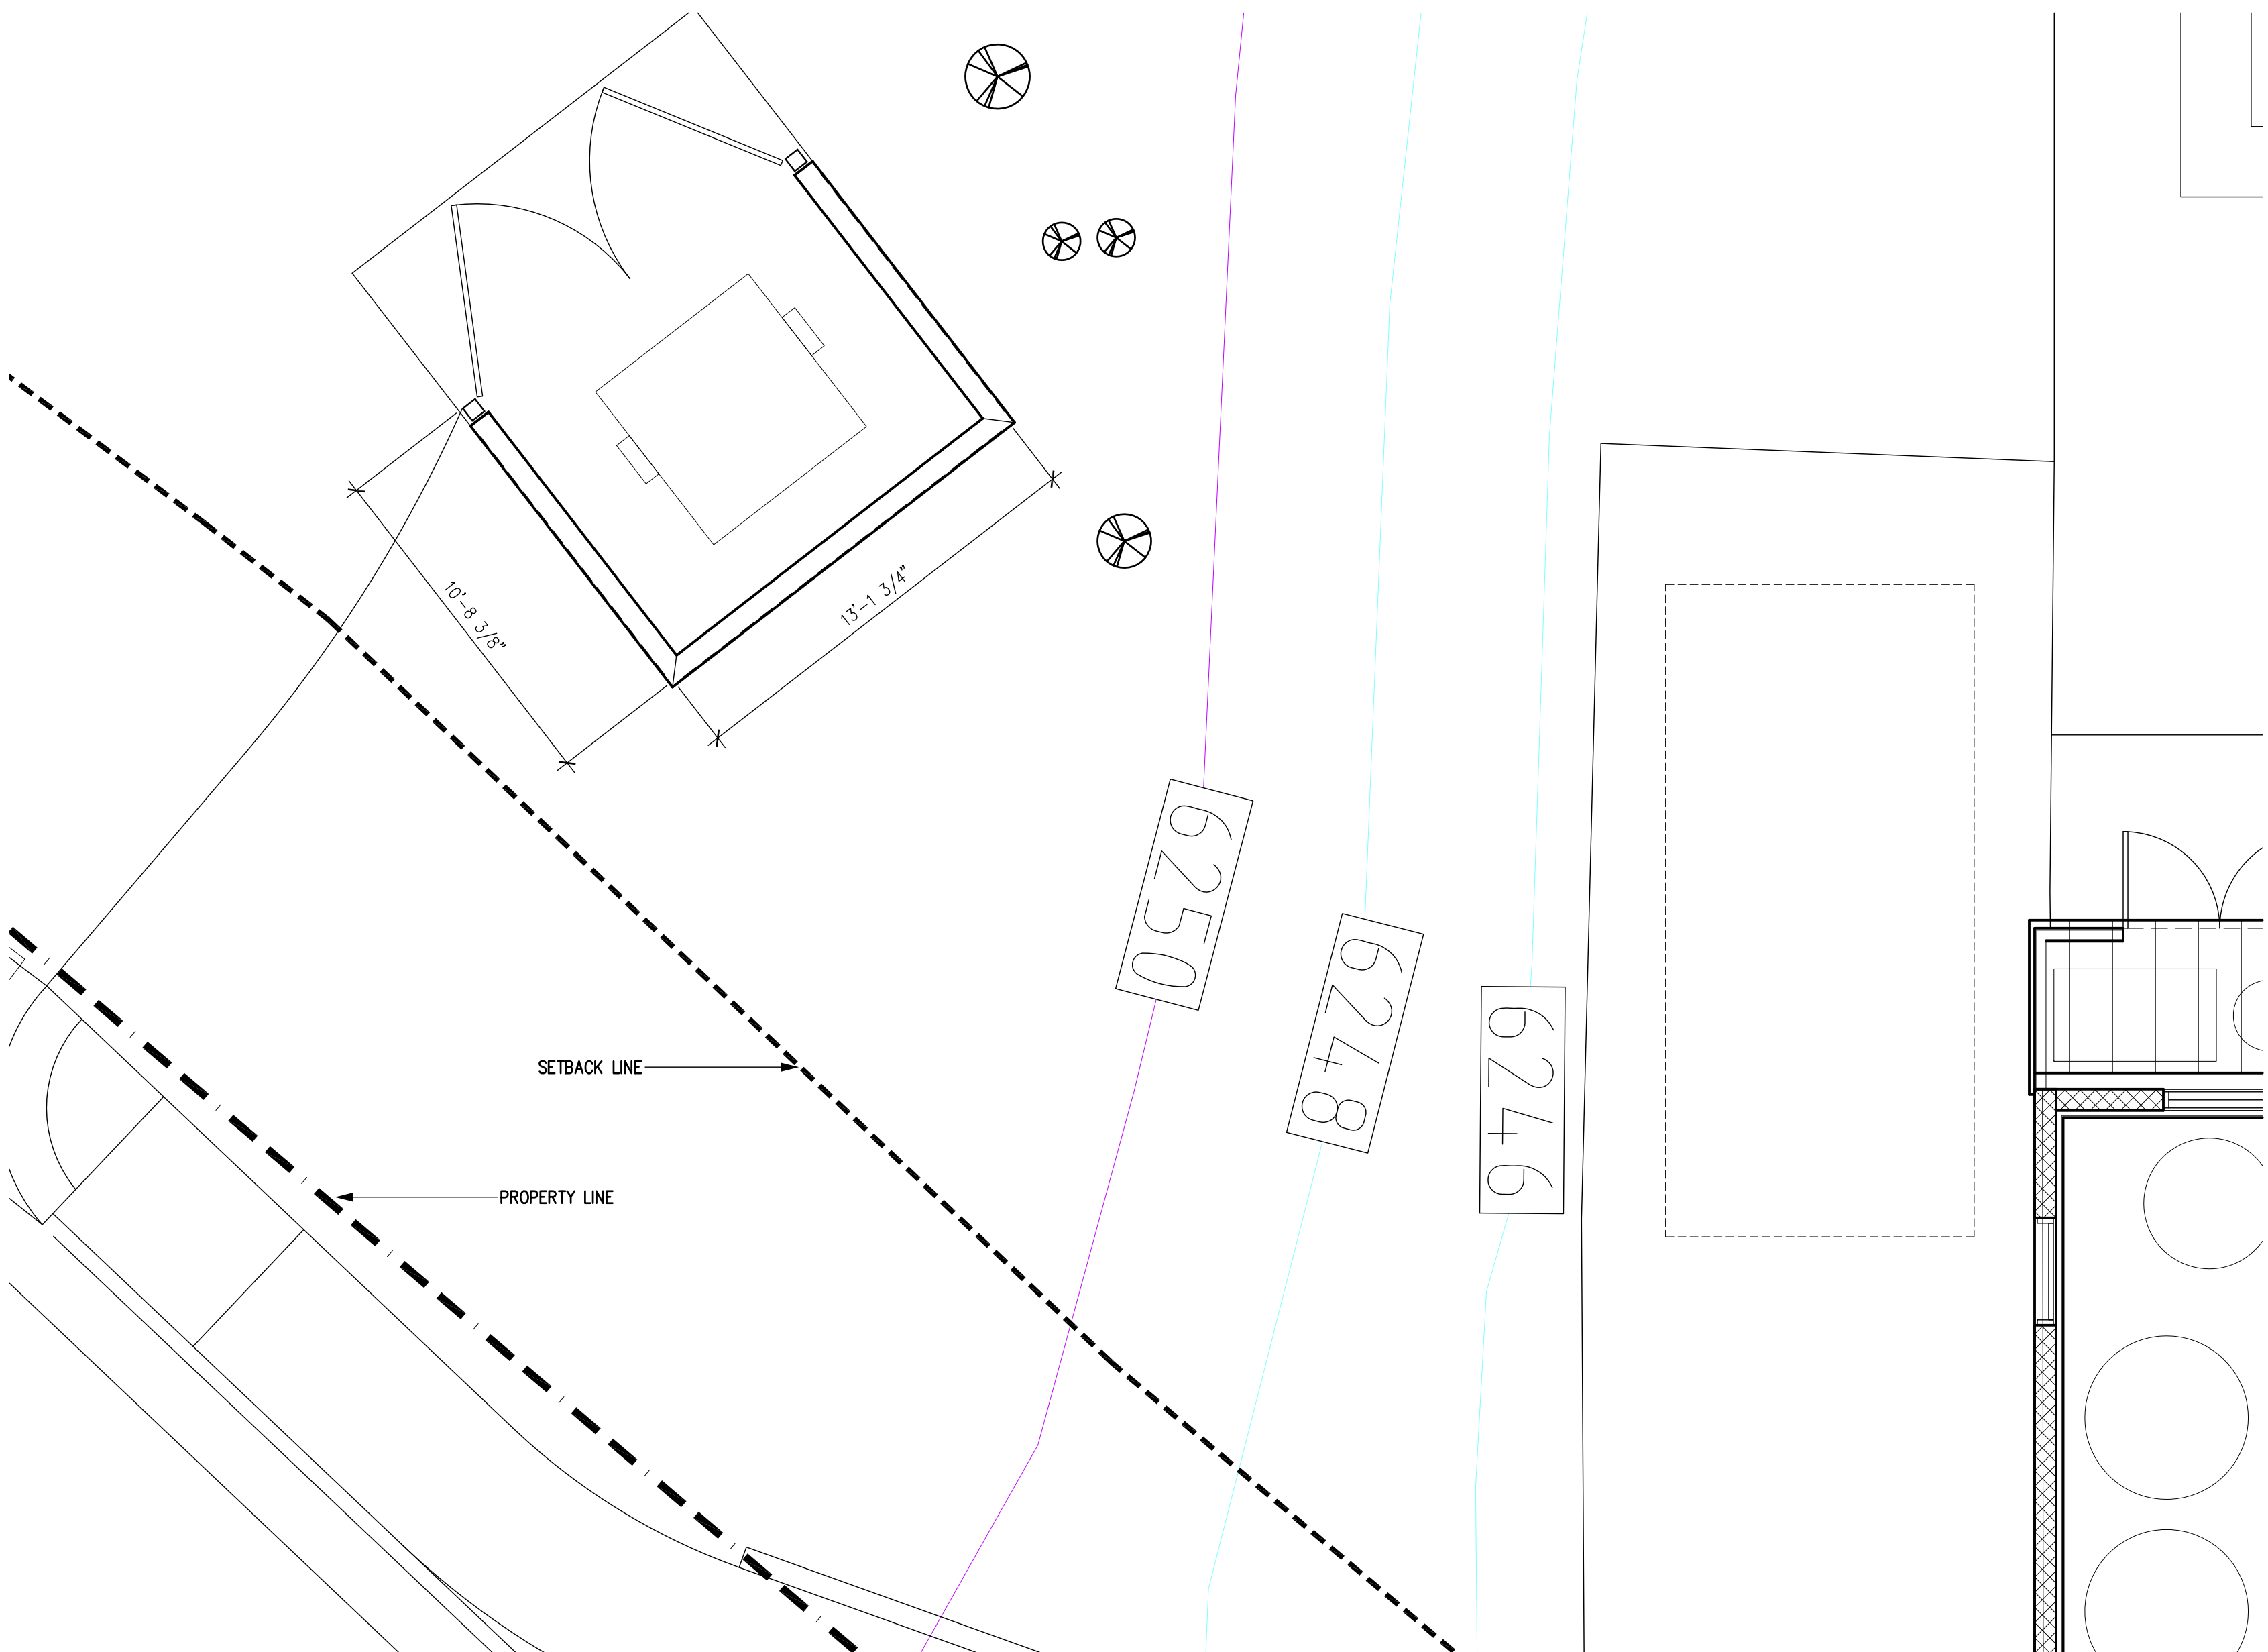 10'-8 3/8"
13'-1 3/4"
6250
6248
6246
SETBACK LINE
PROPERTY LINE